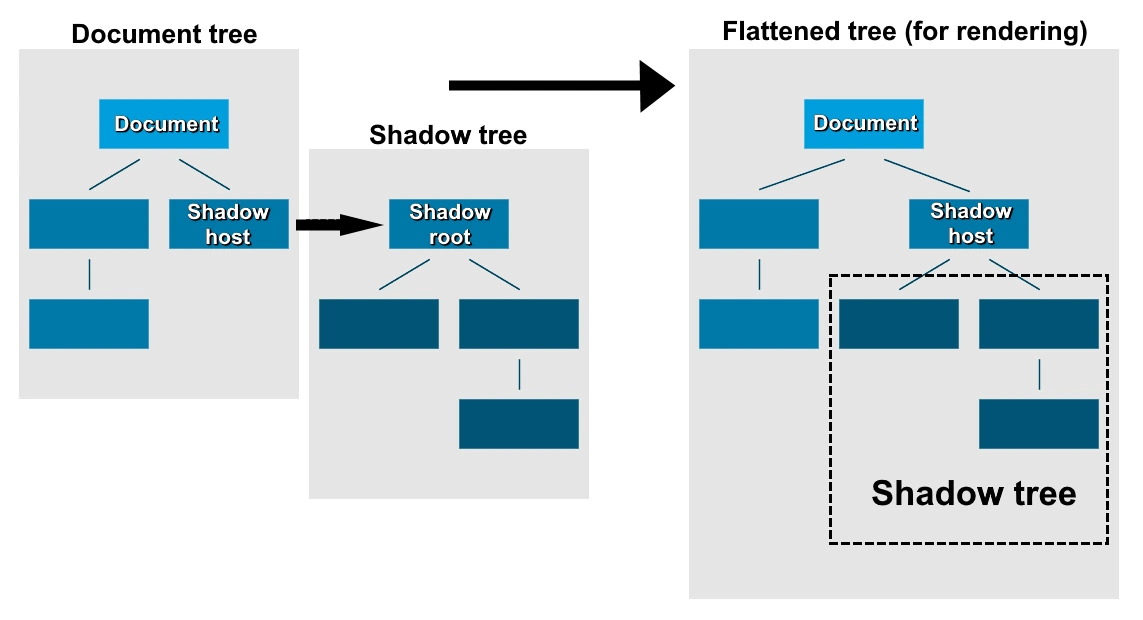 Document tree
Flattened tree (for rendering)
Document
Shadow tree
Document
Shadow
host
Shadow
root
Shadow
host
Shadow tree